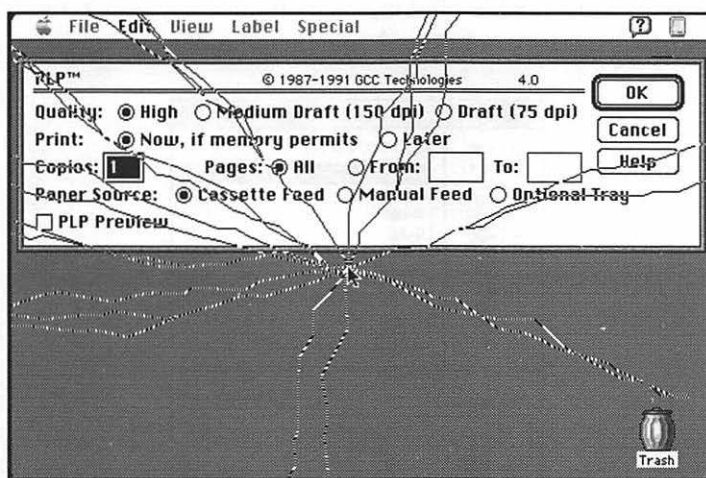 File Edit View Label Special
PLP™ © 1987-1991 GCC Technologies 4.0
OK
Quality: High Medium Draft (150 dpi) Draft (75 dpi)
Cancel
Print: Now, if memory permits Later
Help
Copies: 1 Pages: All From: To:
Paper Source: Cassette Feed Manual Feed Optional Tray
PLP Preview
Trash